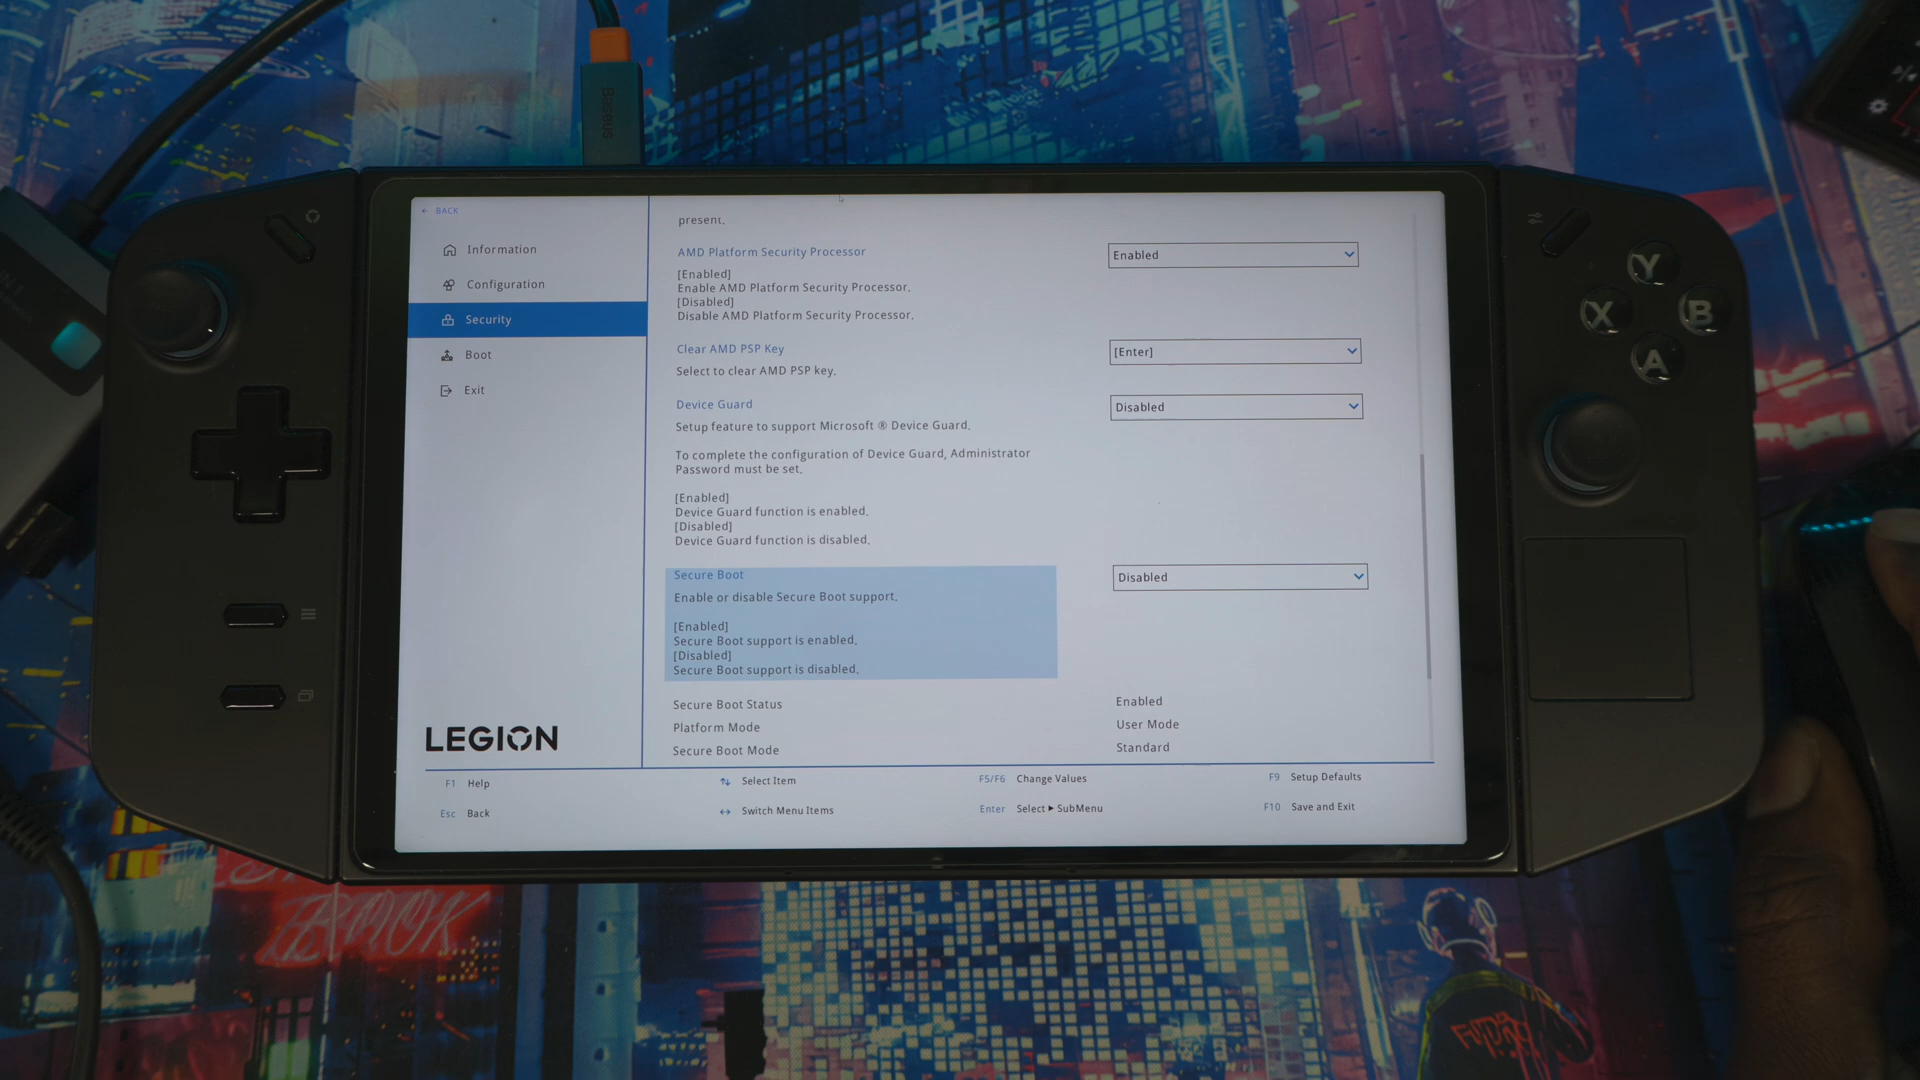 Baseus
← BACK
Information
Configuration
Security
Boot
Exit
LEGION
present.
AMD Platform Security Processor
Enabled
[Enabled]
Enable AMD Platform Security Processor.
[Disabled]
Disable AMD Platform Security Processor.
Clear AMD PSP Key
[Enter]
Select to clear AMD PSP key.
Device Guard
Disabled
Setup feature to support Microsoft ® Device Guard.
To complete the configuration of Device Guard, Administrator
Password must be set.
[Enabled]
Device Guard function is enabled.
[Disabled]
Device Guard function is disabled.
Secure Boot
Disabled
Enable or disable Secure Boot support.
[Enabled]
Secure Boot support is enabled.
[Disabled]
Secure Boot support is disabled.
Secure Boot Status Enabled
Platform Mode User Mode
Secure Boot Mode Standard
F1 Help ↑↓ Select Item F5/F6 Change Values F9 Setup Defaults
Esc Back ↔ Switch Menu Items Enter Select ▶ SubMenu F10 Save and Exit
Y
X
B
A